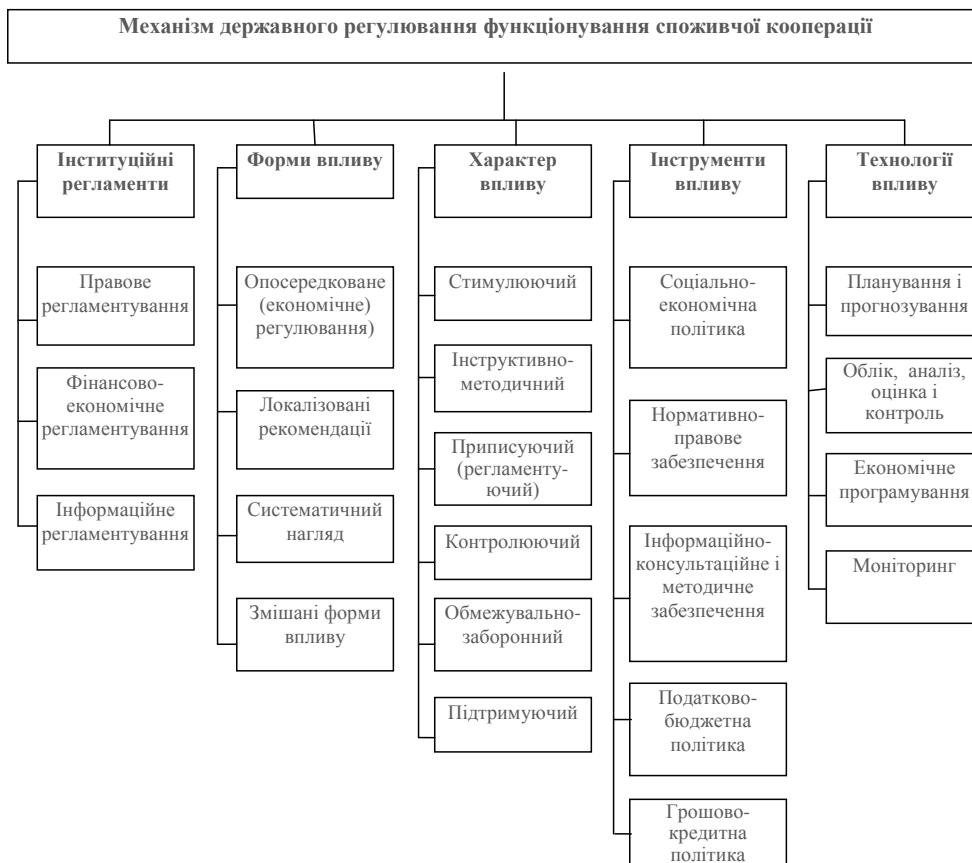 Механізм державного регулювання функціонування споживчої кооперації
Інституційні
регламенти
Правове
регламентування
Фінансово-
економічне
регламентування
Інформаційне
регламентування
Форми впливу
Опосередковане
(економічне)
регулювання)
Локалізовані
рекомендації
Систематичний
нагляд
Змішані форми
впливу
Характер
впливу
Стимулюючий
Інструктивно-
методичний
Приписуючий
(регламенту-
ючий)
Контролюючий
Обмежувально-
заборонний
Підтримуючий
Інструменти
впливу
Соціально-
економічна
політика
Нормативно-
правове
забезпечення
Інформаційно-
консультаційне і
методичне
забезпечення
Податково-
бюджетна
політика
Грошово-
кредитна
політика
Технології
впливу
Планування і
прогнозування
Облік, аналіз,
оцінка і
контроль
Економічне
програмування
Моніторинг